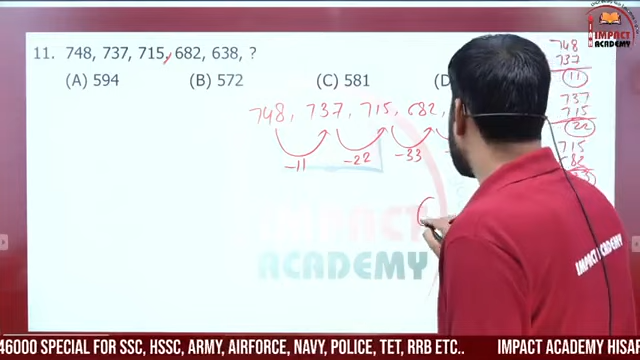 11. 748, 737, 715, 682, 638, ?
(A) 594 (B) 572 (C) 581 (D)
748, 737, 715, 682,
-11 -22 -33
748
737
11
737
715
22
715
IMPACT
ACADEMY
IMPACT
ACADEMY
IMPACT ACADEMY
46000 SPECIAL FOR SSC, HSSC, ARMY, AIRFORCE, NAVY, POLICE, TET, RRB ETC.. IMPACT ACADEMY HISAR